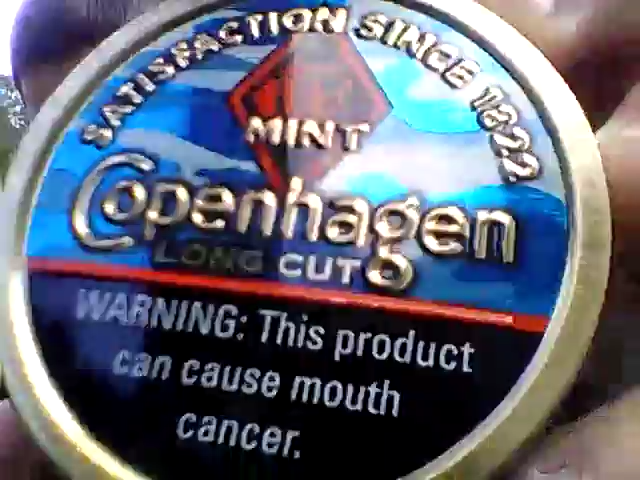 SATISFACTION SINCE 1822
MINT
Copenhagen
LONG CUT
WARNING: This product
can cause mouth
cancer.